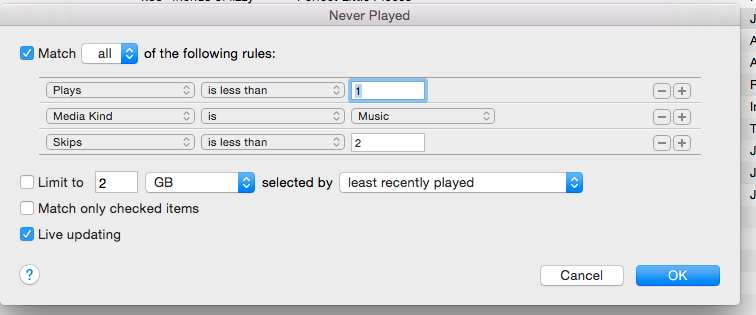 Never Played
Match all of the following rules:
Plays is less than 1
Media Kind is Music
Skips is less than 2
Limit to 2 GB selected by least recently played
Match only checked items
Live updating
? Cancel OK